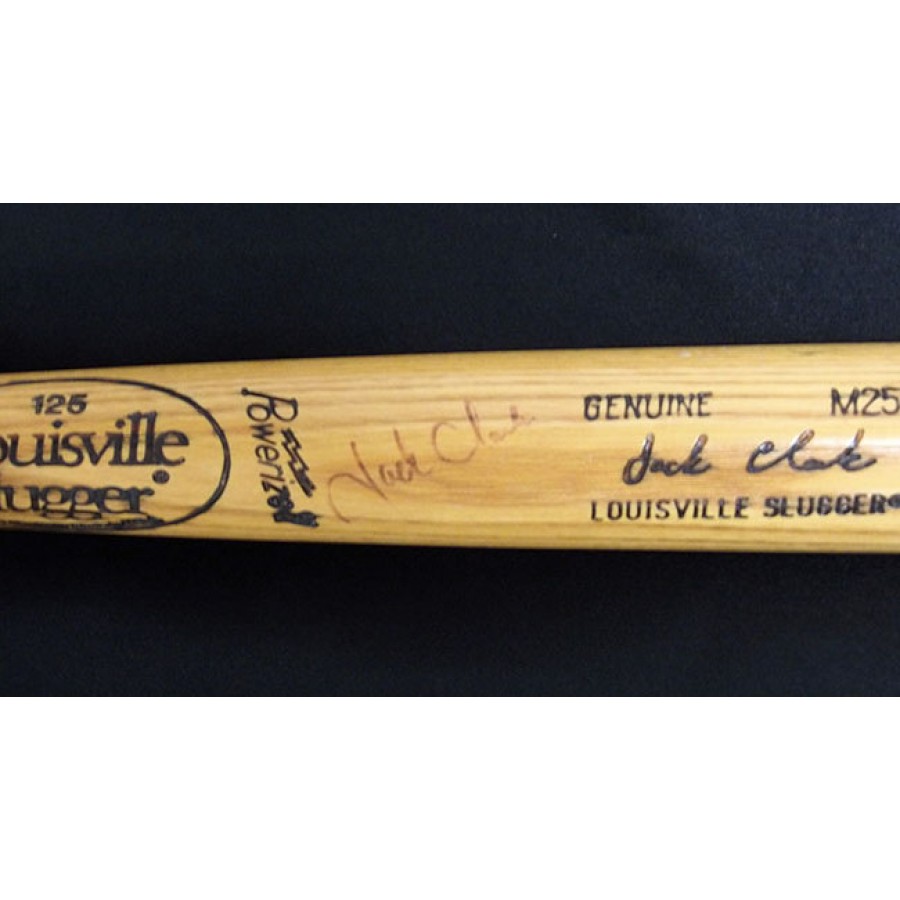 125
ouisville
lugger®
Powerized
Jack Clark
GENUINE M25
Jack Clark
LOUISVILLE SLUGGER®